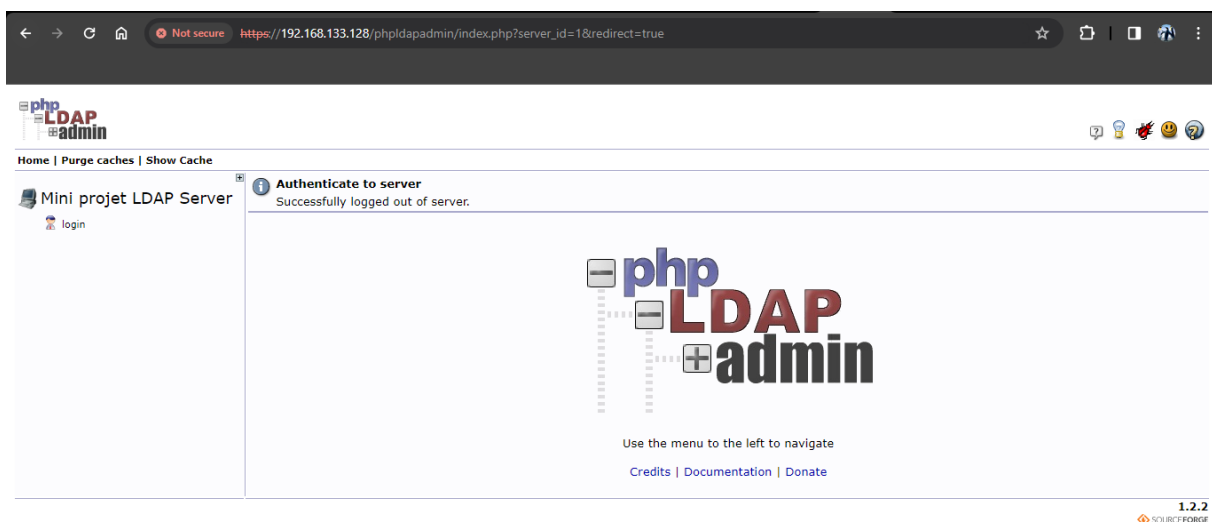 Not secure https://192.168.133.128/phpldapadmin/index.php?server_id=1&redirect=true
php
LDAP
admin
Home | Purge caches | Show Cache
Mini projet LDAP Server
login
Authenticate to server
Successfully logged out of server.
php
LDAP
admin
Use the menu to the left to navigate
Credits | Documentation | Donate
1.2.2
SOURCEFORGE